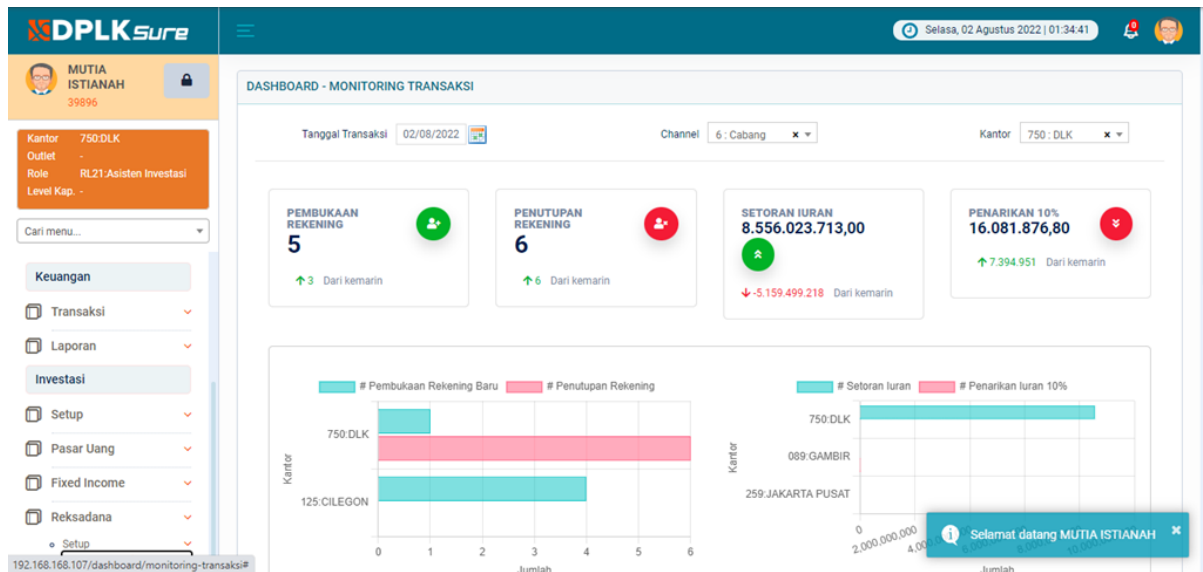 DPLKSure
Selasa, 02 Agustus 2022 | 01:34:41
MUTIA
ISTIANAH
39896
Kantor 750:DLK
Outlet -
Role RL21:Asisten Investasi
Level Kap. -
Cari menu...
Keuangan
Transaksi
Laporan
Investasi
Setup
Pasar Uang
Fixed Income
Reksadana
Setup
192.168.168.107/dashboard/monitoring-transaksi#
DASHBOARD - MONITORING TRANSAKSI
Tanggal Transaksi 02/08/2022 Channel 6 : Cabang x Kantor 750 : DLK x
PEMBUKAAN
REKENING
5
3 Dari kemarin
PENUTUPAN
REKENING
6
6 Dari kemarin
SETORAN IURAN
8.556.023.713,00
-5.159.499.218 Dari kemarin
PENARIKAN 10%
16.081.876,80
7.394.951 Dari kemarin
# Pembukaan Rekening Baru # Penutupan Rekening
Kantor
750:DLK
125:CILEGON
0 1 2 3 4 5 6
Jumlah
# Setoran Iuran # Penarikan Iuran 10%
Kantor
750:DLK
089:GAMBIR
259:JAKARTA PUSAT
0 2,000,000,000
Jumlah
Selamat datang MUTIA ISTIANAH ×